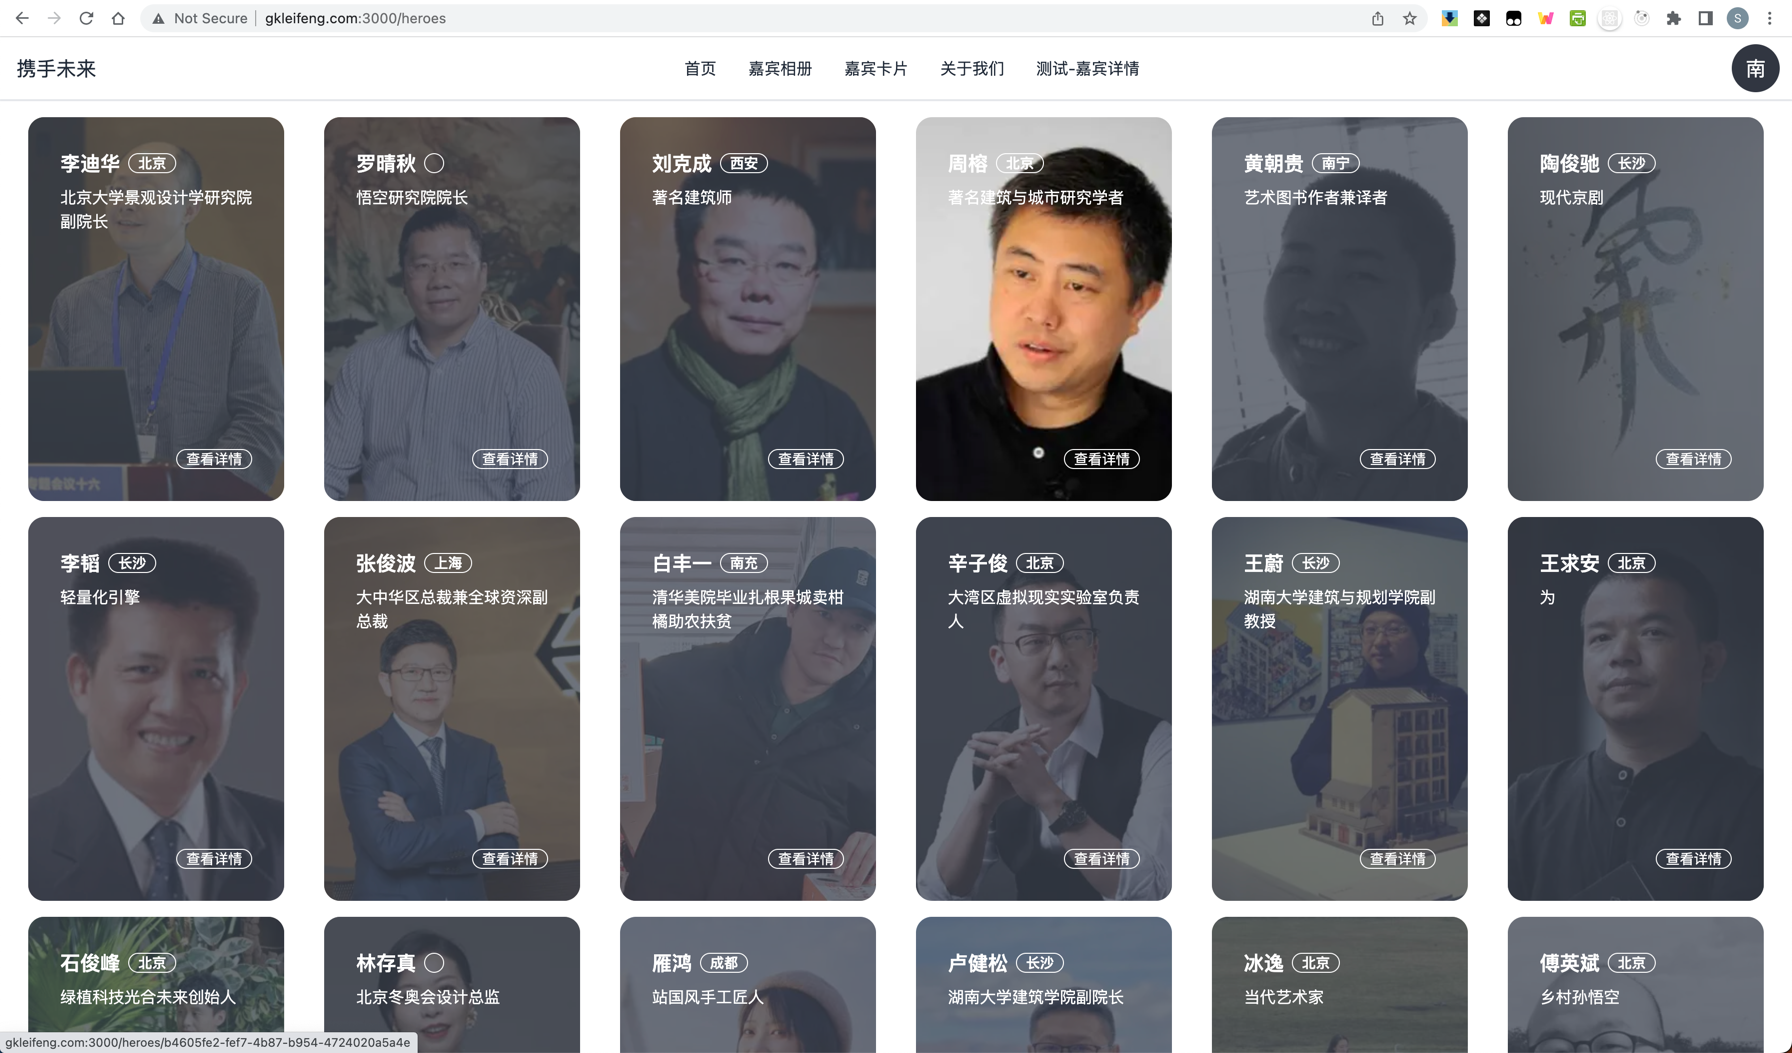 Not Secure
gkleifeng.com:3000/heroes
S
携手未来
首页
嘉宾相册
嘉宾卡片
关于我们
测试-嘉宾详情
南
李迪华 北京
北京大学景观设计学研究院
副院长
专题会议十六
查看详情
罗晴秋
悟空研究院院长
查看详情
刘克成 西安
著名建筑师
查看详情
周榕 北京
著名建筑与城市研究学者
查看详情
黄朝贵 南宁
艺术图书作者兼译者
查看详情
陶俊驰 长沙
现代京剧
查看详情
李韬 长沙
轻量化引擎
查看详情
张俊波 上海
大中华区总裁兼全球资深副
总裁
查看详情
白丰一 南充
清华美院毕业扎根果城卖柑
橘助农扶贫
查看详情
辛子俊 北京
大湾区虚拟现实实验室负责
人
查看详情
王蔚 长沙
湖南大学建筑与规划学院副
教授
查看详情
王求安 北京
为
查看详情
石俊峰 北京
绿植科技光合未来创始人
林存真
北京冬奥会设计总监
雁鸿 成都
站国风手工匠人
卢健松 长沙
湖南大学建筑学院副院长
冰逸 北京
当代艺术家
傅英斌 北京
乡村孙悟空
gkleifeng.com:3000/heroes/b4605fe2-fef7-4b87-b954-4724020a5a4e